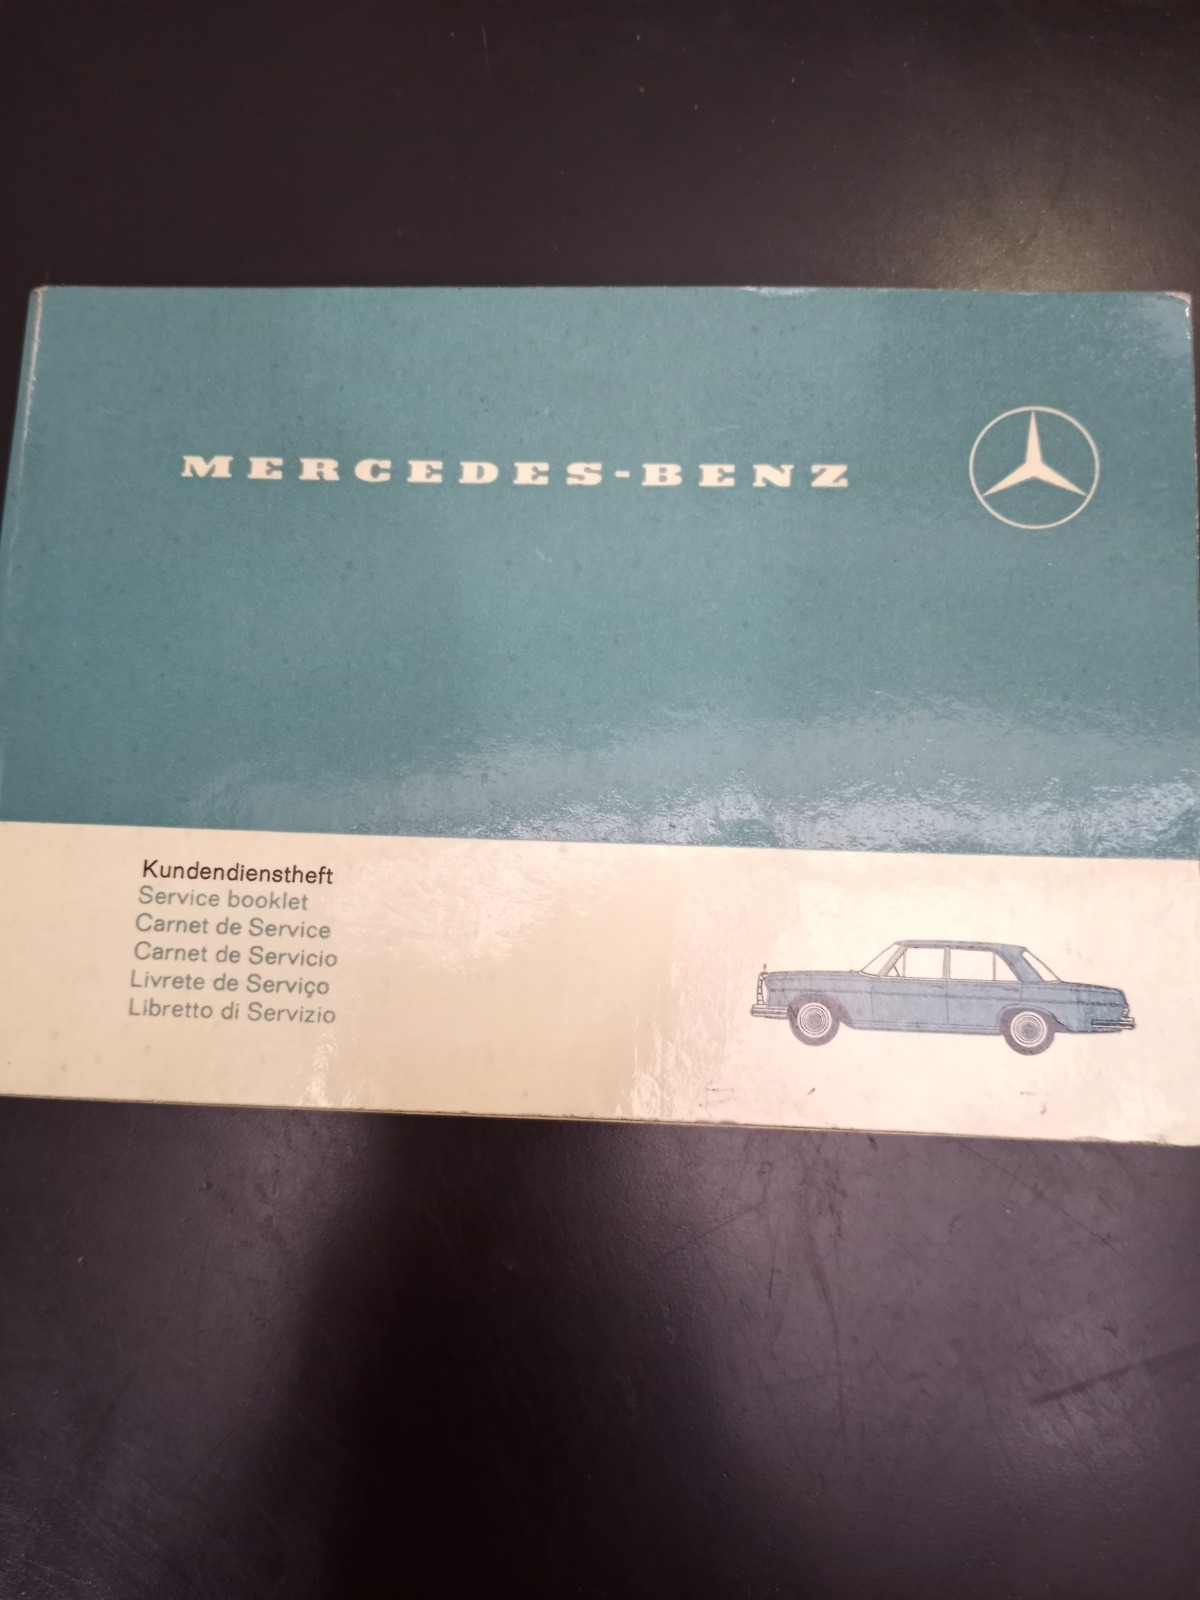 MERCEDES-BENZ
Kundendienstheft
Service booklet
Carnet de Service
Carnet de Servicio
Livrete de Serviço
Libretto di Servizio